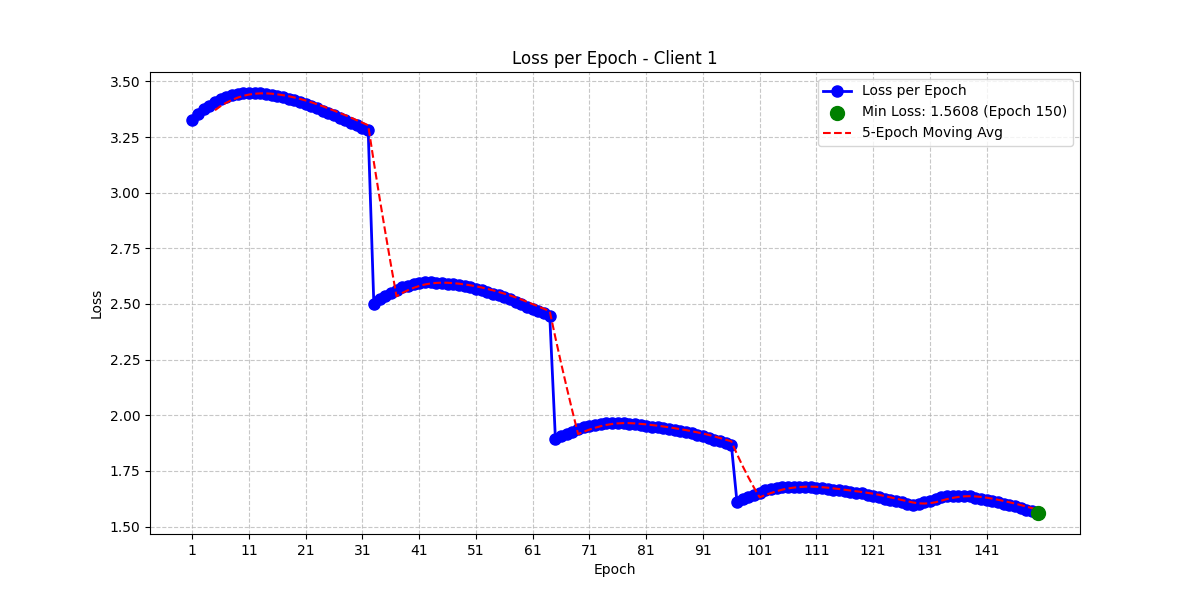 Loss per Epoch - Client 1
Loss per Epoch
Min Loss: 1.5608 (Epoch 150)
5-Epoch Moving Avg
Loss
3.50
3.25
3.00
2.75
2.50
2.25
2.00
1.75
1.50
1 11 21 31 41 51 61 71 81 91 101 111 121 131 141
Epoch